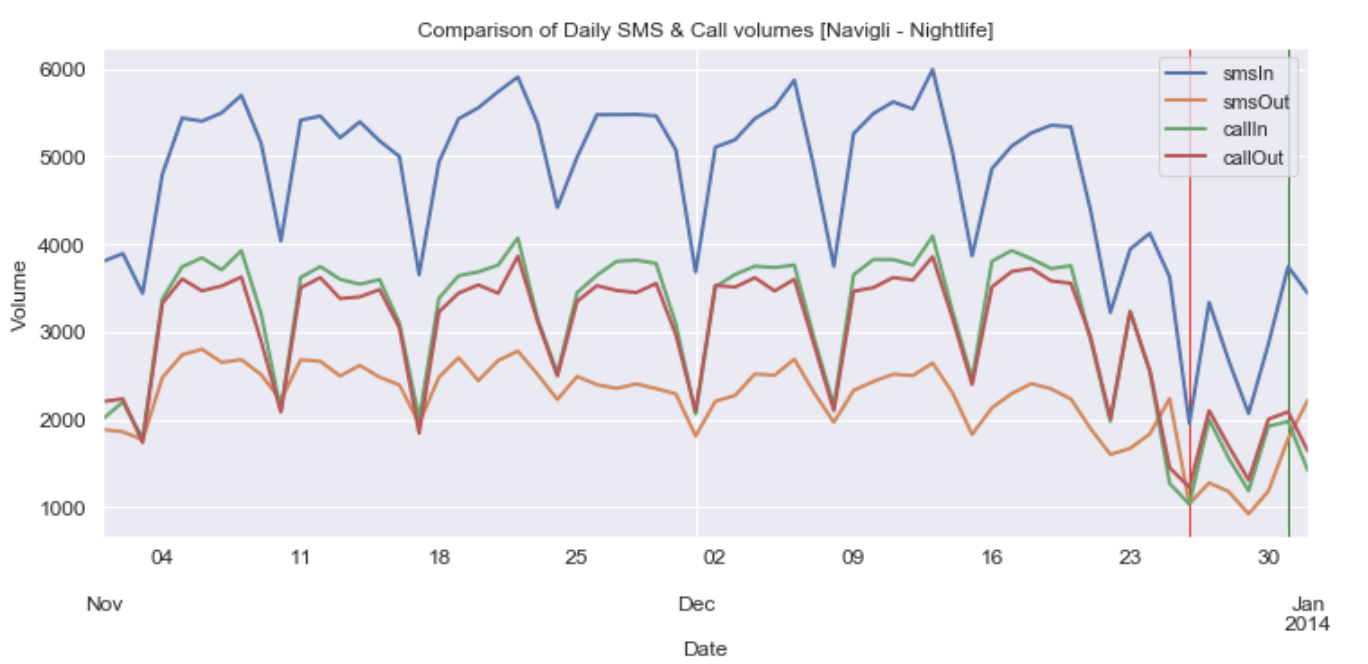 Comparison of Daily SMS & Call volumes [Navigli - Nightlife]
6000
5000
4000
3000
2000
1000
Volume
smsIn
smsOut
callIn
callOut
04 11 18 25 02 09 16 23 30
Nov Dec Jan
2014
Date